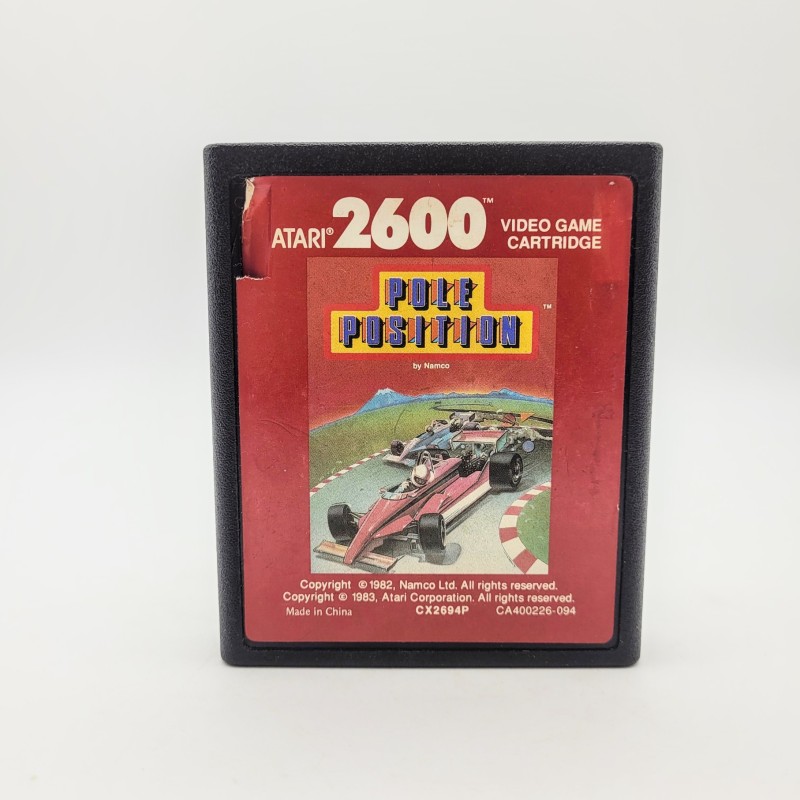 ATARI® 2600™ VIDEO GAME
CARTRIDGE
POLE
POSITION™
by Namco
Copyright ©1982, Namco Ltd. All rights reserved.
Copyright © 1983, Atari Corporation. All rights reserved.
Made in China CX2694P CA400226-094